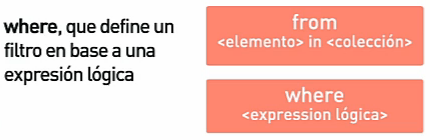 where, que define un
filtro en base a una
expresión lógica
from
<elemento> in <colección>
where
<expression lógica>